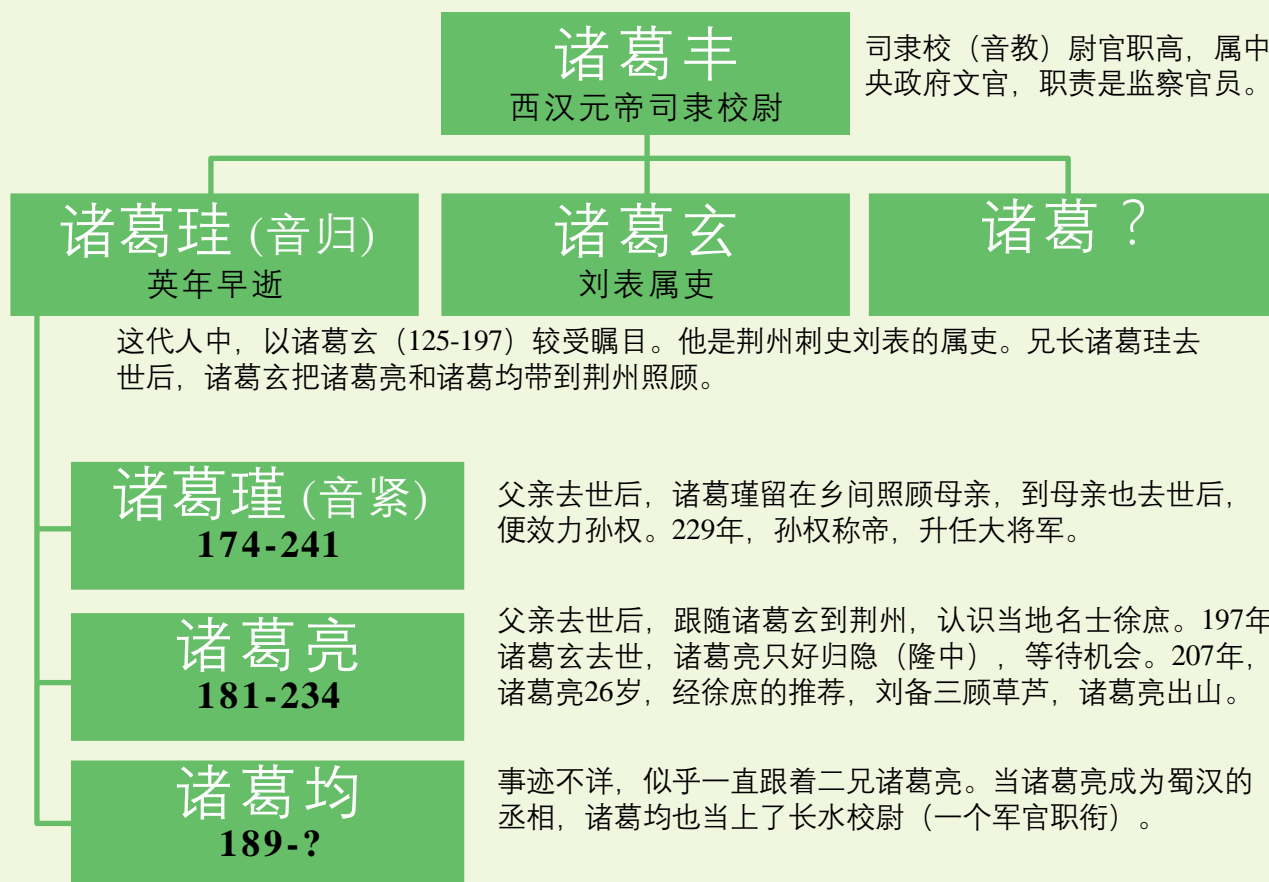 诸葛丰
西汉元帝司隶校尉
司隶校（音教）尉官职高，属中
央政府文官，职责是监察官员。
诸葛珪 (音归)
英年早逝
诸葛玄
刘表属吏
诸葛？
这代人中，以诸葛玄（125-197）较受瞩目。他是荆州刺史刘表的属吏。兄长诸葛珪去
世后，诸葛玄把诸葛亮和诸葛均带到荆州照顾。
诸葛瑾 (音紧)
174-241
父亲去世后，诸葛瑾留在乡间照顾母亲，到母亲也去世后，
便效力孙权。229年，孙权称帝，升任大将军。
诸葛亮
181-234
父亲去世后，跟随诸葛玄到荆州，认识当地名士徐庶。197年
诸葛玄去世，诸葛亮只好归隐（隆中），等待机会。207年，
诸葛亮26岁，经徐庶的推荐，刘备三顾草芦，诸葛亮出山。
诸葛均
189-?
事迹不详，似乎一直跟着二兄诸葛亮。当诸葛亮成为蜀汉的
丞相，诸葛均也当上了长水校尉（一个军官职衔）。